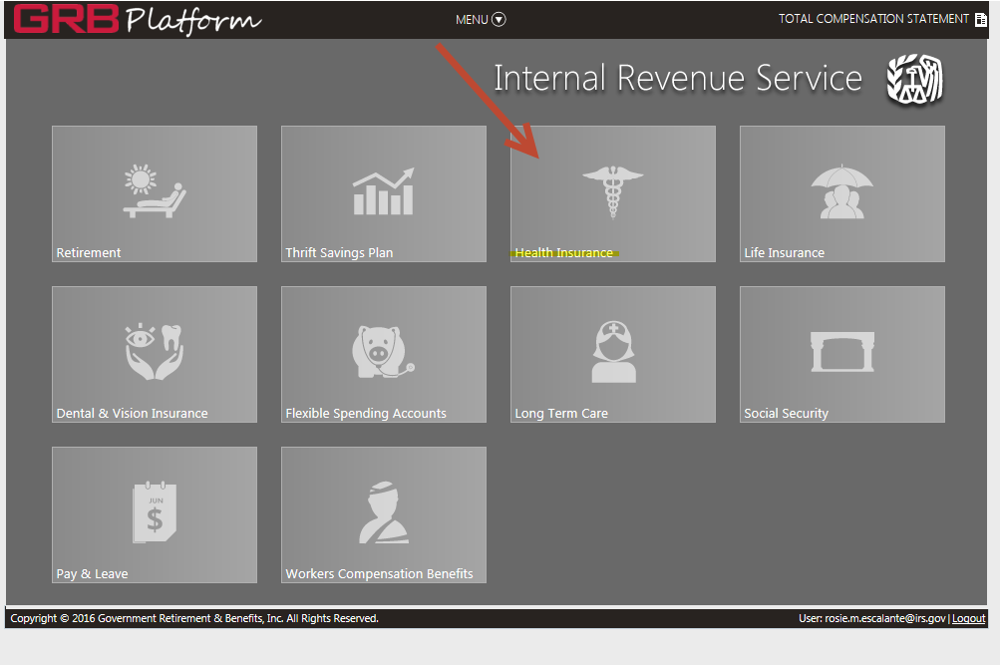 GRB Platform MENU TOTAL COMPENSATION STATEMENT
Internal Revenue Service
Retirement Thrift Savings Plan Health Insurance Life Insurance
Dental & Vision Insurance Flexible Spending Accounts Long Term Care Social Security
JUN
$
Pay & Leave Workers Compensation Benefits
Copyright © 2016 Government Retirement & Benefits, Inc. All Rights Reserved. User: rosie.m.escalante@irs.gov | Logout